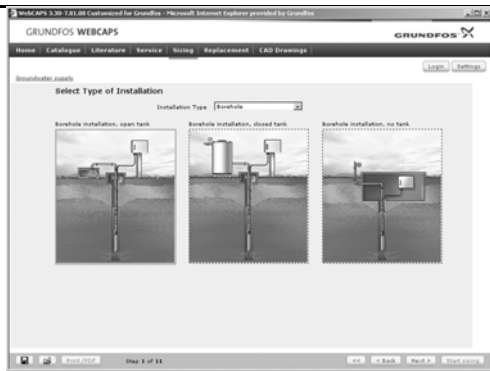 WebCAPS 3.30-7.01.00 Customized for Grundfos - Microsoft Internet Explorer provided by Grundfos
GRUNDFOS WEBCAPS
GRUNDFOS
Home Catalogue Literature Service Sizing Replacement CAD Drawings
Login Settings
Groundwater supply
Select Type of Installation
Installation Type Borehole
Borehole installation, open tank Borehole installation, closed tank Borehole installation, no tank
Print/PDF Step 1 of 11 << < Back Next > Start sizing